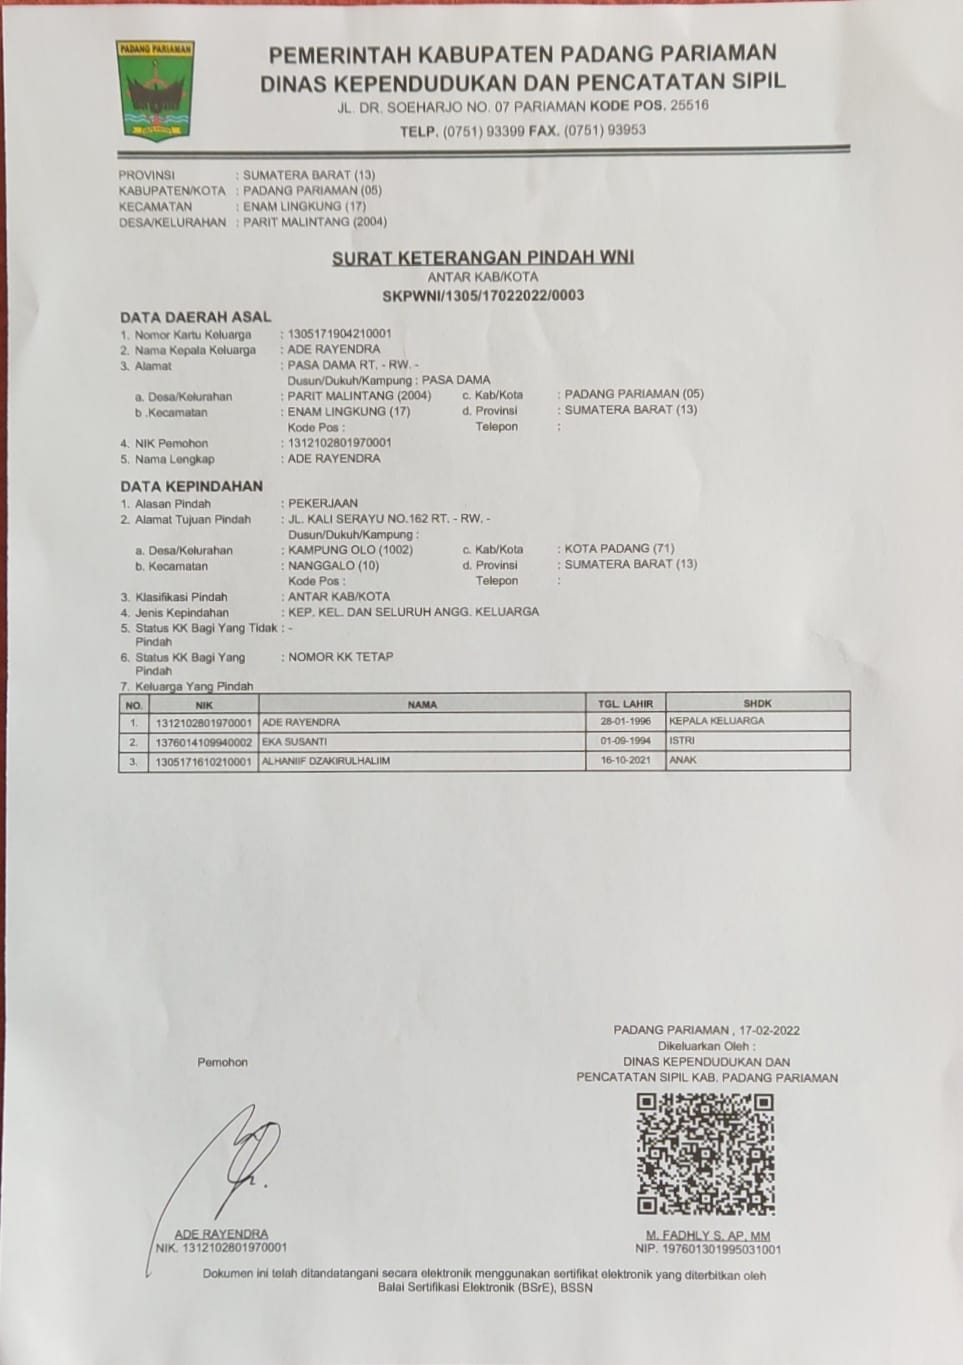 PADANG PARIAMAN
PEMERINTAH KABUPATEN PADANG PARIAMAN
DINAS KEPENDUDUKAN DAN PENCATATAN SIPIL
JL. DR. SOEHARJO NO. 07 PARIAMAN KODE POS. 25516
TELP. (0751) 93399 FAX. (0751) 93953
PROVINSI : SUMATERA BARAT (13)
KABUPATEN/KOTA : PADANG PARIAMAN (05)
KECAMATAN : ENAM LINGKUNG (17)
DESA/KELURAHAN : PARIT MALINTANG (2004)
SURAT KETERANGAN PINDAH WNI
ANTAR KAB/KOTA
SKPWNI/1305/17022022/0003
DATA DAERAH ASAL
1. Nomor Kartu Keluarga : 1305171904210001
2. Nama Kepala Keluarga : ADE RAYENDRA
3. Alamat : PASA DAMA RT. - RW. -
Dusun/Dukuh/Kampung : PASA DAMA
a. Desa/Kelurahan : PARIT MALINTANG (2004) c. Kab/Kota : PADANG PARIAMAN (05)
b .Kecamatan : ENAM LINGKUNG (17) d. Provinsi : SUMATERA BARAT (13)
Kode Pos : Telepon :
4. NIK Pemohon : 1312102801970001
5. Nama Lengkap : ADE RAYENDRA
DATA KEPINDAHAN
1. Alasan Pindah : PEKERJAAN
2. Alamat Tujuan Pindah : JL. KALI SERAYU NO.162 RT. - RW. -
Dusun/Dukuh/Kampung :
a. Desa/Kelurahan : KAMPUNG OLO (1002) c. Kab/Kota : KOTA PADANG (71)
b. Kecamatan : NANGGALO (10) d. Provinsi : SUMATERA BARAT (13)
Kode Pos : Telepon :
3. Klasifikasi Pindah : ANTAR KAB/KOTA
4. Jenis Kepindahan : KEP. KEL. DAN SELURUH ANGG. KELUARGA
5. Status KK Bagi Yang Tidak : -
Pindah
6. Status KK Bagi Yang : NOMOR KK TETAP
Pindah
7. Keluarga Yang Pindah
NO. NIK NAMA TGL. LAHIR SHDK
1. 1312102801970001 ADE RAYENDRA 28-01-1996 KEPALA KELUARGA
2. 1376014109940002 EKA SUSANTI 01-09-1994 ISTRI
3. 1305171610210001 ALHANIIF DZAKIRULHALIIM 16-10-2021 ANAK
PADANG PARIAMAN , 17-02-2022
Dikeluarkan Oleh :
Pemohon
DINAS KEPENDUDUKAN DAN
PENCATATAN SIPIL KAB. PADANG PARIAMAN
ADE RAYENDRA
NIK. 1312102801970001
M. FADHLY S, AP, MM
NIP. 197601301995031001
Dokumen ini telah ditandatangani secara elektronik menggunakan sertifikat elektronik yang diterbitkan oleh
Balai Sertifikasi Elektronik (BSrE), BSSN